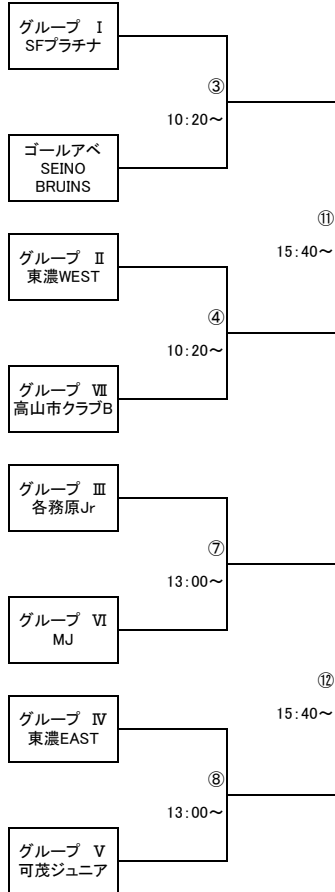 グループ　Ⅰ
SFプラチナ
③
10:20～
ゴールアベ
SEINO
BRUINS
⑪
15:40～
グループ　Ⅱ
東濃WEST
④
10:20～
グループ　Ⅶ
高山市クラブB
グループ　Ⅲ
各務原Jr
⑦
13:00～
グループ　Ⅵ
MJ
⑫
15:40～
グループ　Ⅳ
東濃EAST
⑧
13:00～
グループ　Ⅴ
可茂ジュニア